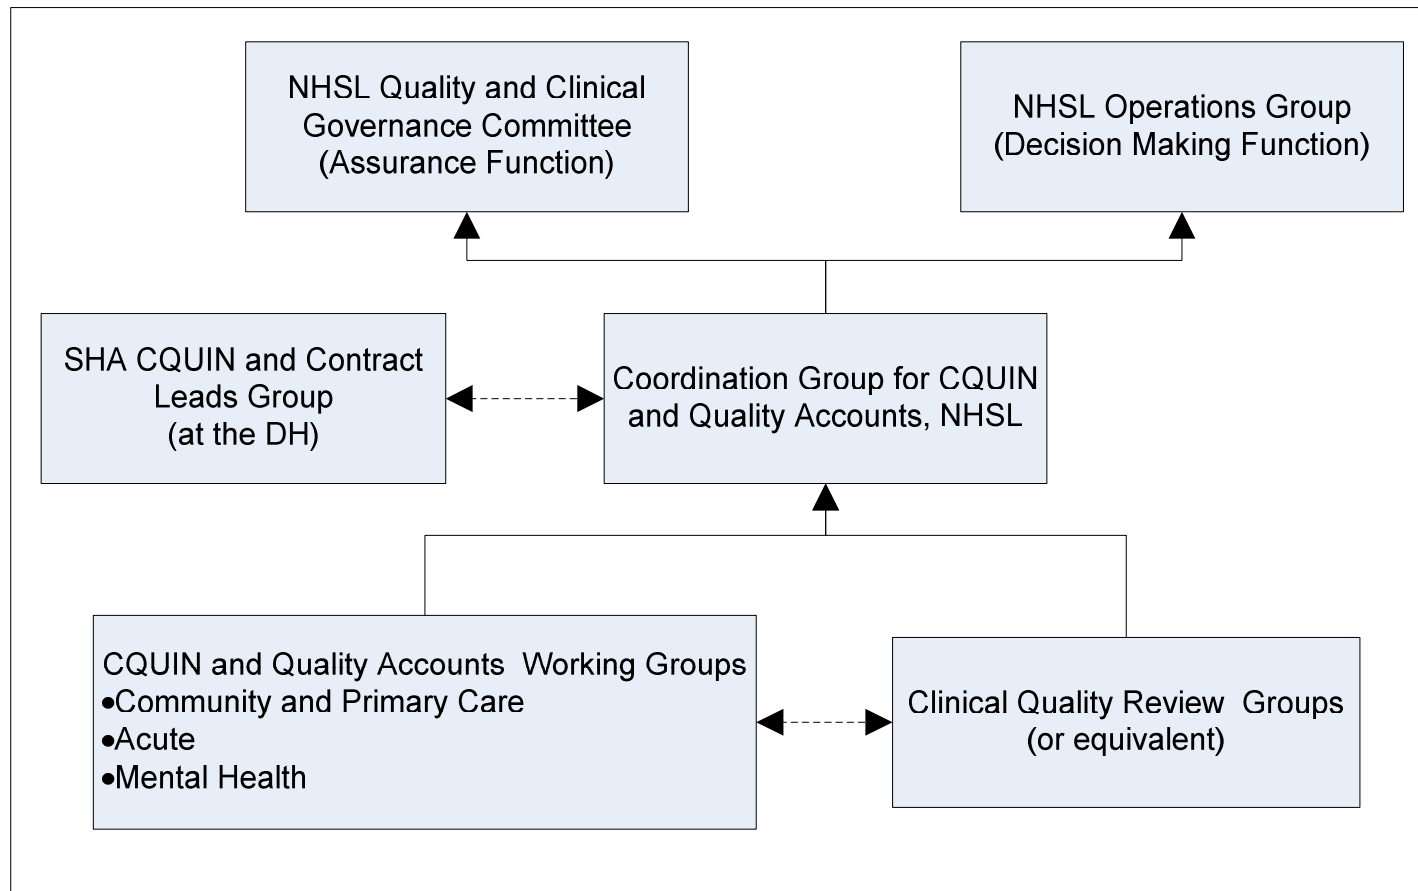 NHSL Quality and Clinical
Governance Committee
(Assurance Function)
NHSL Operations Group
(Decision Making Function)
SHA CQUIN and Contract
Leads Group
(at the DH)
Coordination Group for CQUIN
and Quality Accounts, NHSL
CQUIN and Quality Accounts  Working Groups
•Community and Primary Care
•Acute
•Mental Health
Clinical Quality Review  Groups
(or equivalent)